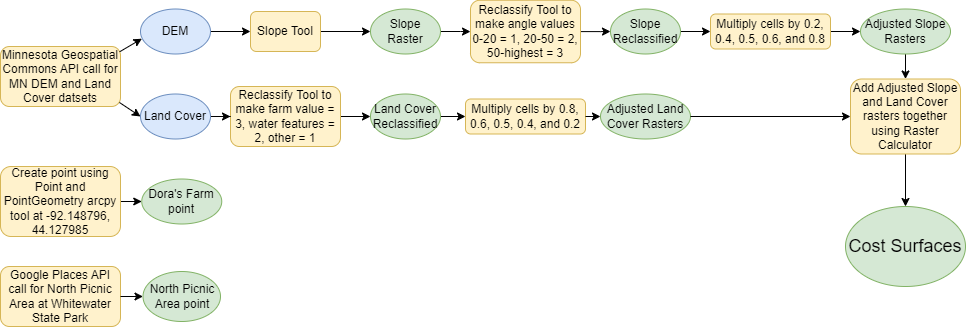 Minnesota Geospatial
Commons API call for
MN DEM and Land
Cover datsets
DEM
Slope Tool
Slope
Raster
Reclassify Tool to
make angle values
0-20 = 1, 20-50 = 2,
50-highest = 3
Slope
Reclassified
Multiply cells by 0.2,
0.4, 0.5, 0.6, and 0.8
Adjusted Slope
Rasters
Land Cover
Reclassify Tool to
make farm value =
3, water features =
2, other = 1
Land Cover
Reclassified
Multiply cells by 0.8,
0.6, 0.5, 0.4, and 0.2
Adjusted Land
Cover Rasters
Add Adjusted Slope
and Land Cover
rasters together
using Raster
Calculator
Cost Surfaces
Create point using
Point and
PointGeometry arcpy
tool at -92.148796,
44.127985
Dora's Farm
point
Google Places API
call for North Picnic
Area at Whitewater
State Park
North Picnic
Area point